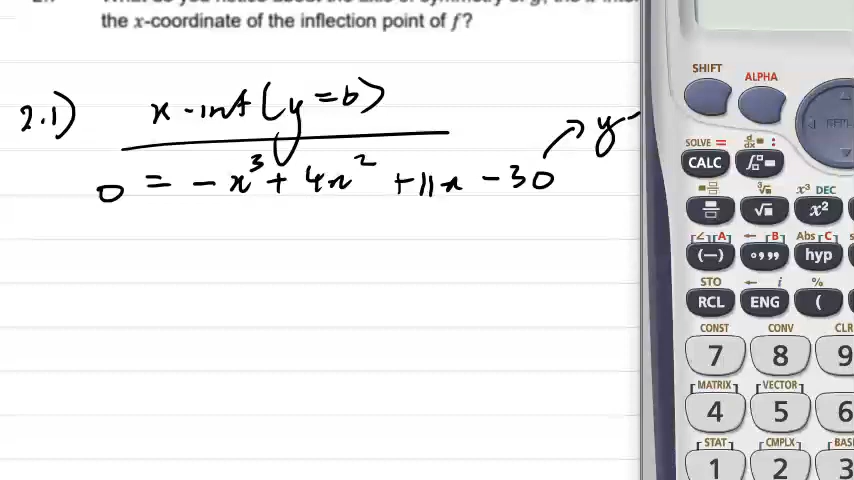 the x-coordinate of the inflection point of f?
2.1) x-int (y=0)
0 = -x³ + 4x² + 11x - 30 → y-
SHIFT ALPHA
SOLVE = d/dx :
CALC ∫
x³ DEC
√ x²
∠ A ← B Abs C
(−) ° , ,, hyp
STO ← i %
RCL ENG (
CONST CONV CLR
7 8 9
MATRIX VECTOR
4 5 6
STAT CMPLX BAS
1 2 3